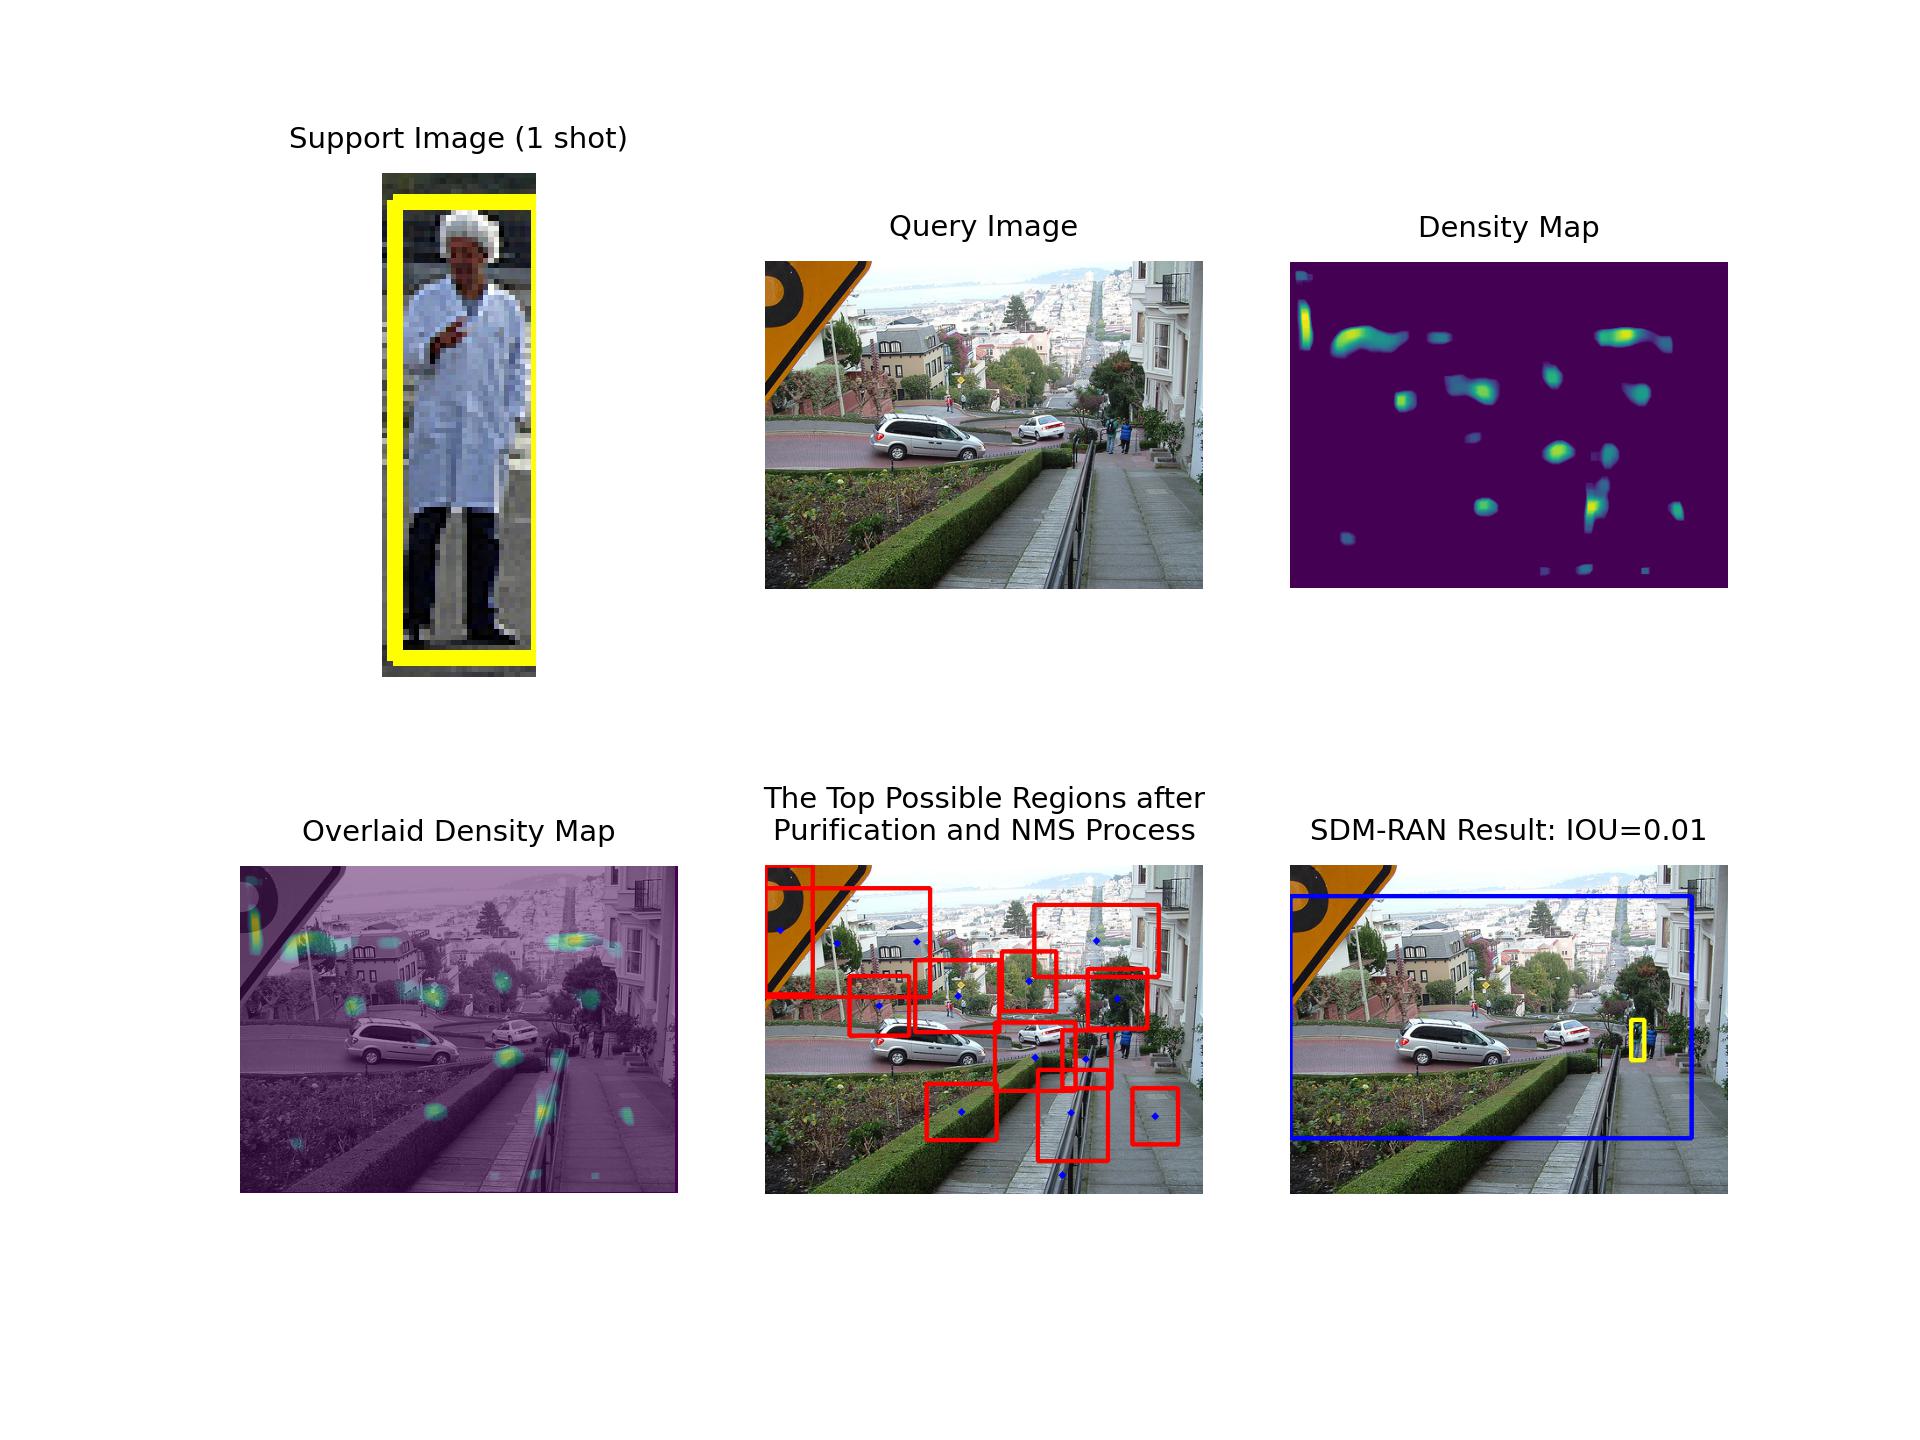 Support Image (1 shot)
Query Image
Density Map
Overlaid Density Map
The Top Possible Regions after
Purification and NMS Process
SDM-RAN Result: IOU=0.01